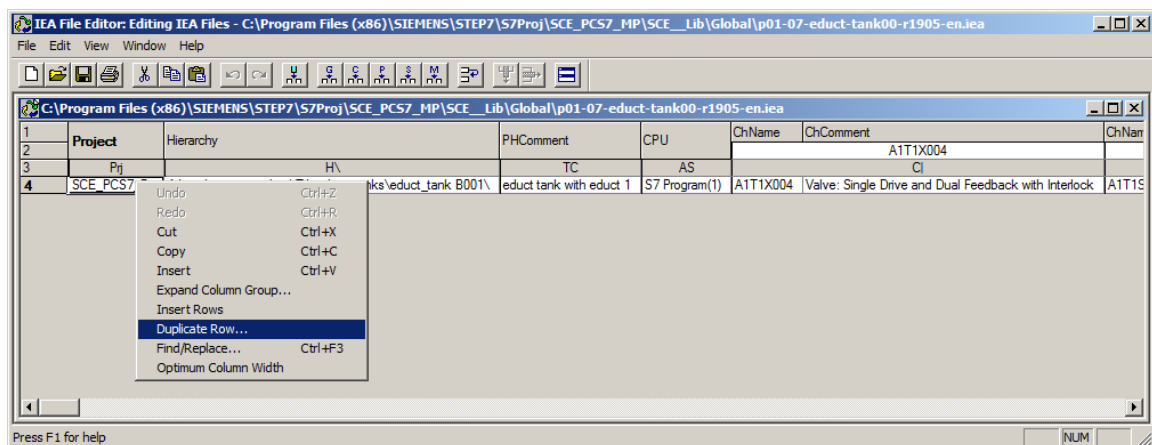 IEA File Editor: Editing IEA Files - C:\Program Files (x86)\SIEMENS\STEP7\S7Proj\SCE_PCS7_MP\SCE__Lib\Global\p01-07-educt-tank00-r1905-en.iea
File Edit View Window Help
U G C P S M
C:\Program Files (x86)\SIEMENS\STEP7\S7Proj\SCE_PCS7_MP\SCE__Lib\Global\p01-07-educt-tank00-r1905-en.iea
1 Project Hierarchy PHComment CPU ChName ChComment ChNam
2 A1T1X004
3 Prj H\ TC AS CI
4 SCE_PCS7 nks\educt_tank B001\ educt tank with educt 1 S7 Program(1) A1T1X004 Valve: Single Drive and Dual Feedback with Interlock A1T1S
Undo Ctrl+Z
Redo Ctrl+R
Cut Ctrl+X
Copy Ctrl+C
Insert Ctrl+V
Expand Column Group...
Insert Rows
Duplicate Row...
Find/Replace... Ctrl+F3
Optimum Column Width
Press F1 for help NUM